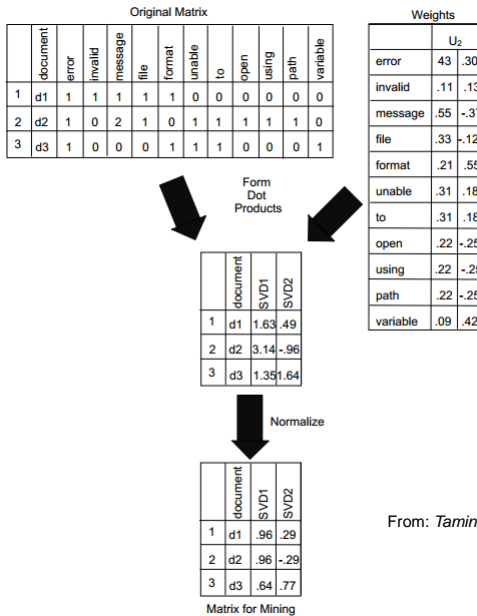 Original Matrix
document error invalid message file format unable to open using path variable
1 d1 1 1 1 1 1 0 0 0 0 0 0
2 d2 1 0 2 1 0 1 1 1 1 1 0
3 d3 1 0 0 0 1 1 1 0 0 0 1
Weights
U2
error 43 .30
invalid .11 .13
message .55 -.37
file .33 -.12
format .21 .55
unable .31 .18
to .31 .18
open .22 -.25
using .22 -.25
path .22 -.25
variable .09 .42
Form
Dot
Products
document SVD1 SVD2
1 d1 1.63 .49
2 d2 3.14 -.96
3 d3 1.35 1.64
Normalize
document SVD1 SVD2
1 d1 .96 .29
2 d2 .96 -.29
3 d3 .64 .77
Matrix for Mining
From: Tamin